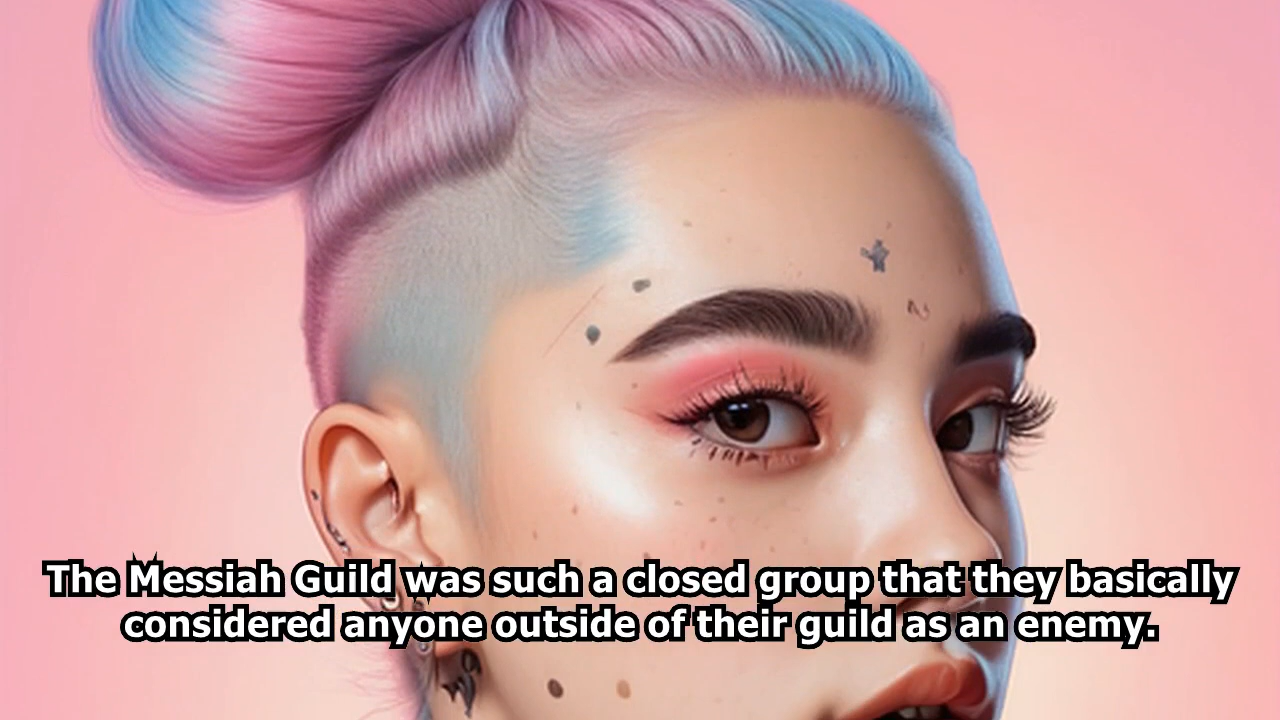 The Messiah Guild was such a closed group that they basically
considered anyone outside of their guild as an enemy.